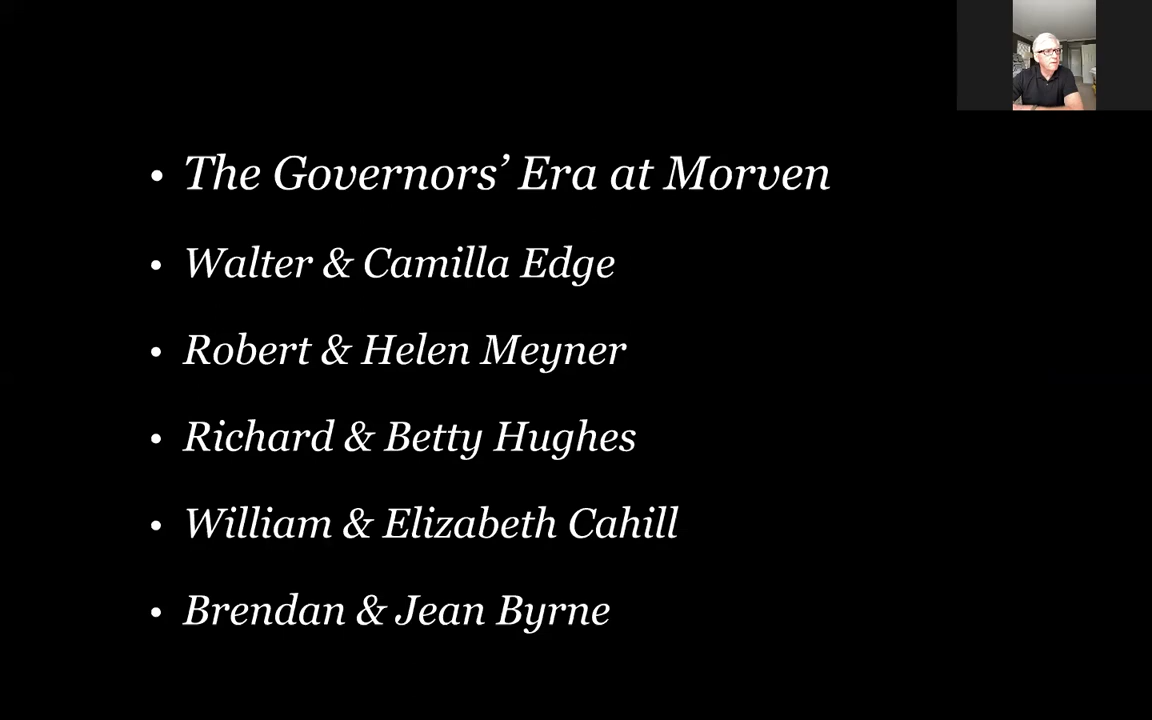 • The Governors’ Era at Morven
• Walter & Camilla Edge
• Robert & Helen Meyner
• Richard & Betty Hughes
• William & Elizabeth Cahill
• Brendan & Jean Byrne